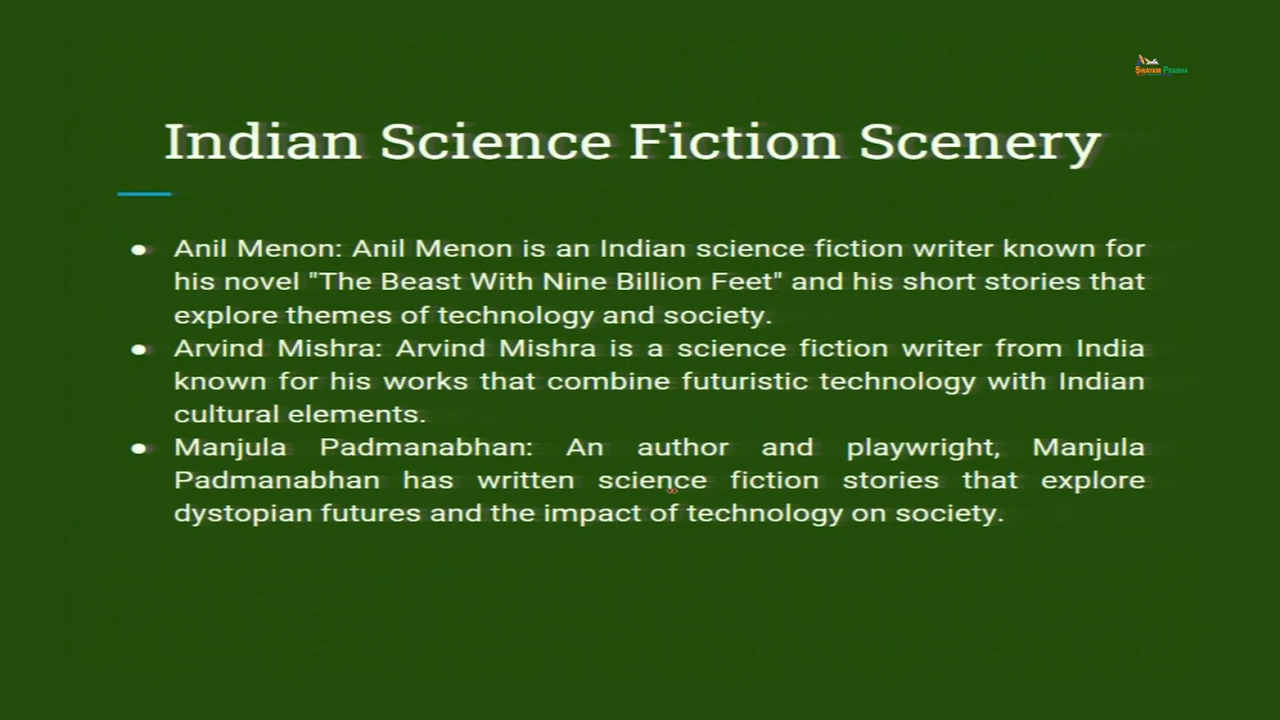 SWAYAM PRABHA
Indian Science Fiction Scenery
● Anil Menon: Anil Menon is an Indian science fiction writer known for
his novel "The Beast With Nine Billion Feet" and his short stories that
explore themes of technology and society.
● Arvind Mishra: Arvind Mishra is a science fiction writer from India
known for his works that combine futuristic technology with Indian
cultural elements.
● Manjula Padmanabhan: An author and playwright, Manjula
Padmanabhan has written science fiction stories that explore
dystopian futures and the impact of technology on society.